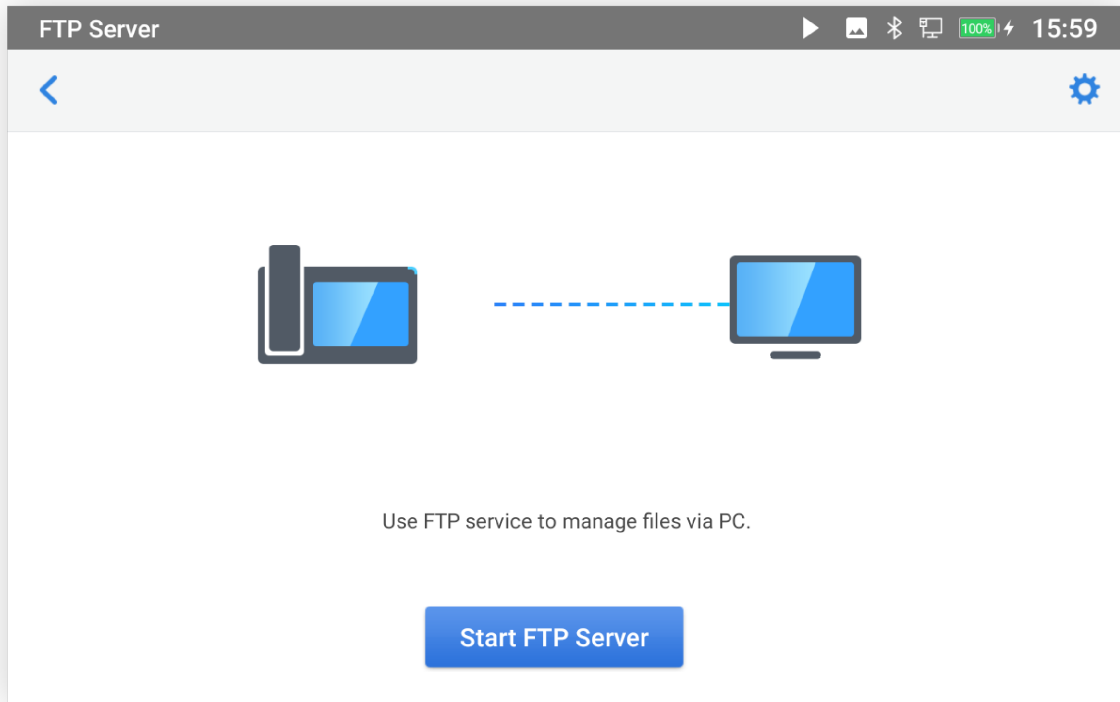 FTP Server
100%
15:59
Use FTP service to manage files via PC.
Start FTP Server